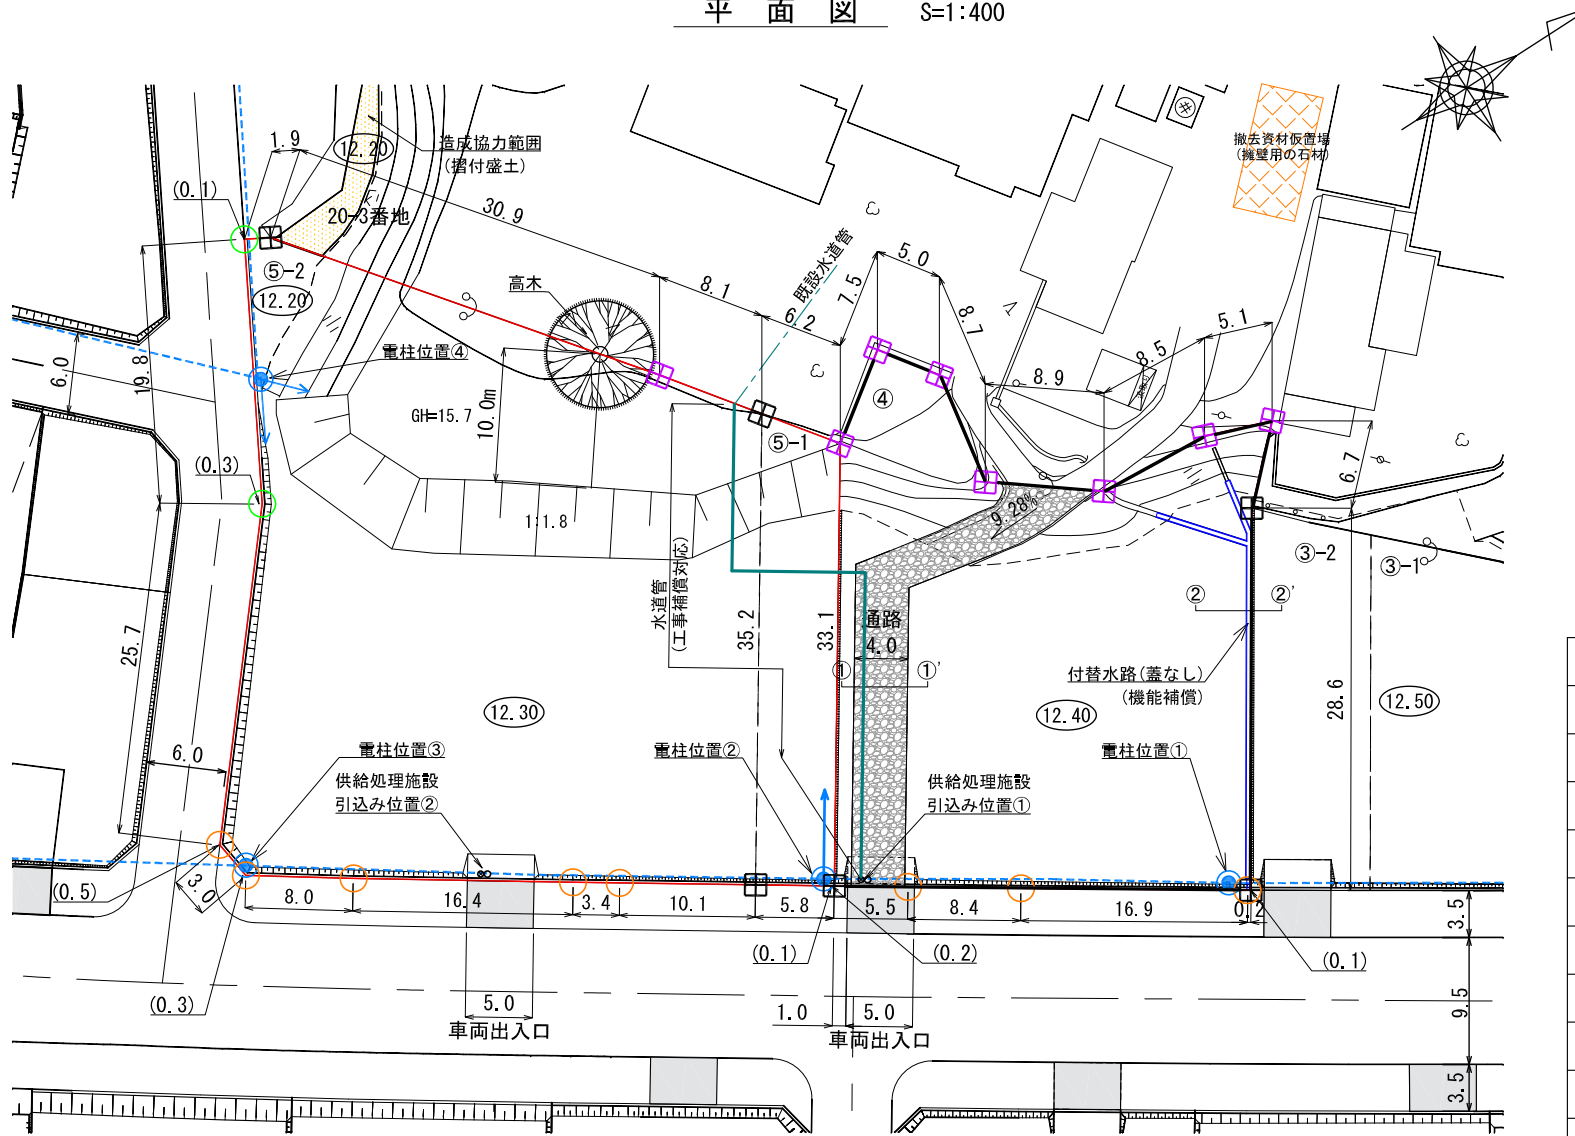 平面図 S=1:400
1.9
12.20
造成協力範囲
(摺付盛土)
(0.1)
20-3番地
30.9
撤去資材仮置場
(擁壁用の石材)
⑤-2
12.20
高木
8.1
既設水道管
6.2
7.5
5.0
8.7
5.1
8.5
8.9
6.0
19.8
電柱位置④
GH=15.7
10.0m
④
⑤-1
(0.3)
1:1.8
9.28%
6.7
③-2
③-1
水道管
(工事補償対応)
35.2
33.1
通路
4.0
①
①'
②
②'
25.7
付替水路(蓋なし)
(機能補償)
28.6
12.30
12.40
12.50
6.0
電柱位置③
電柱位置②
電柱位置①
供給処理施設
引込み位置②
供給処理施設
引込み位置①
(0.5)
3.0
8.0
16.4
3.4
10.1
5.8
5.5
8.4
16.9
0.2
3.5
(0.1)
(0.2)
(0.1)
(0.3)
5.0
1.0
5.0
9.5
車両出入口
車両出入口
3.5